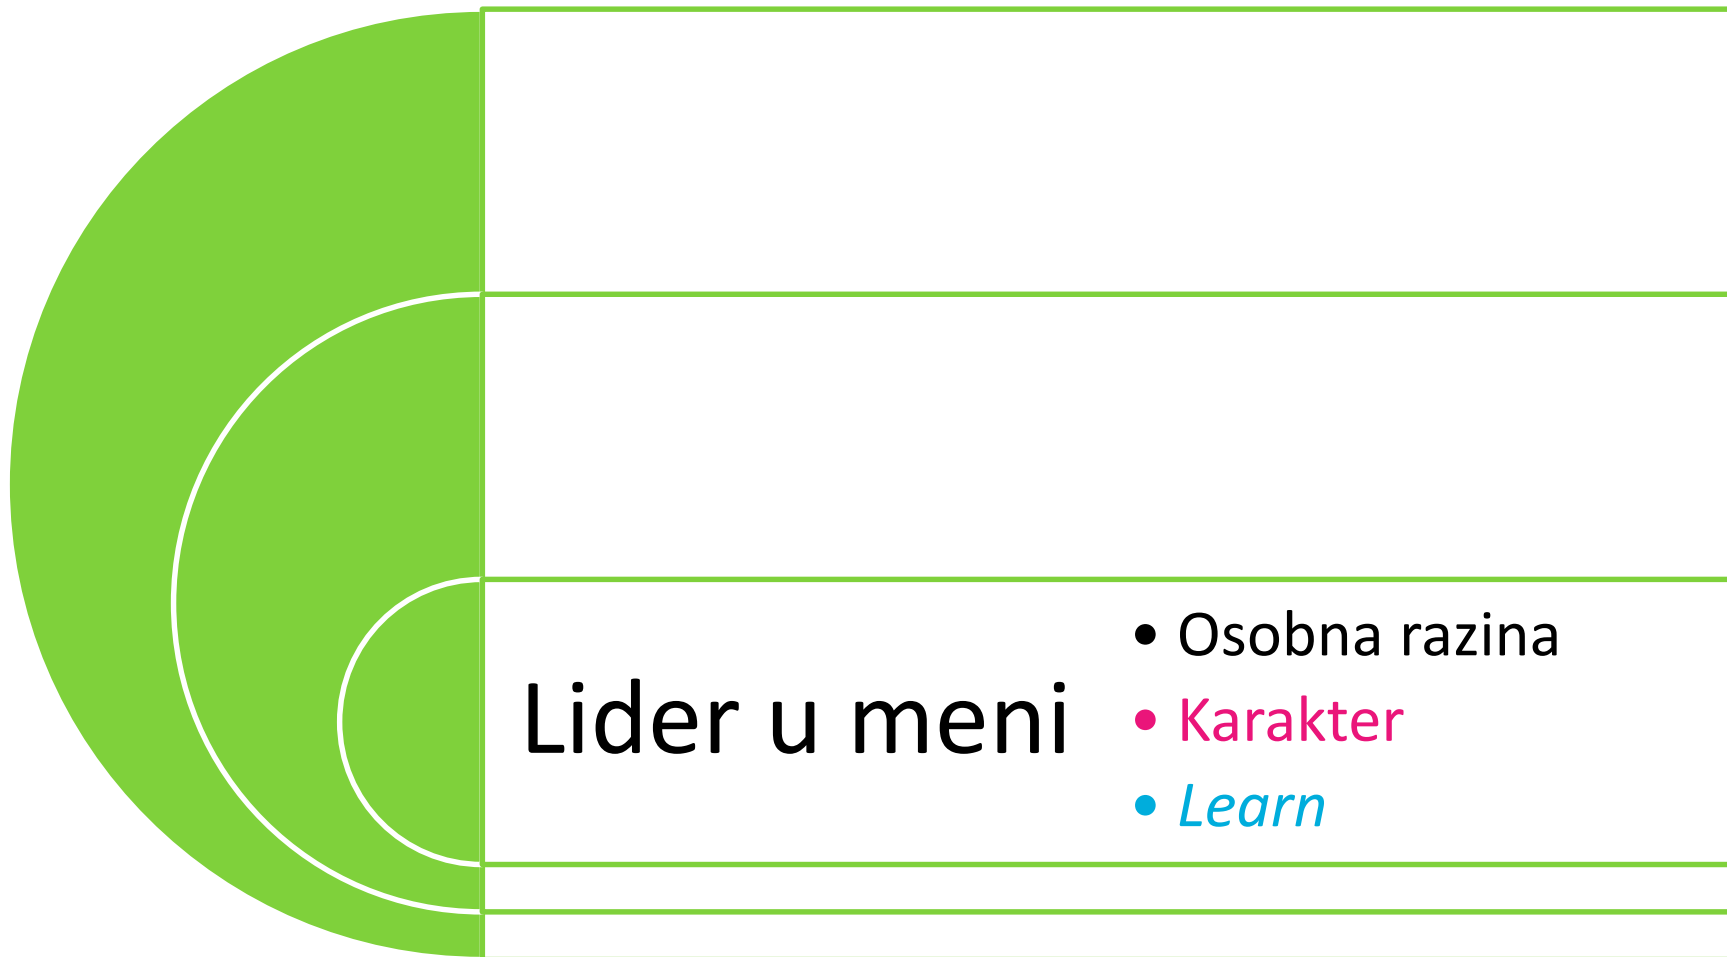 Lider u meni
• Osobna razina
• Karakter
• Learn